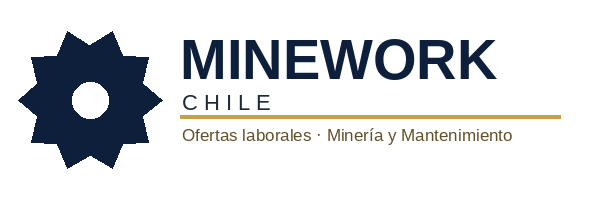 MINEWORK
CHILE
Ofertas laborales · Minería y Mantenimiento